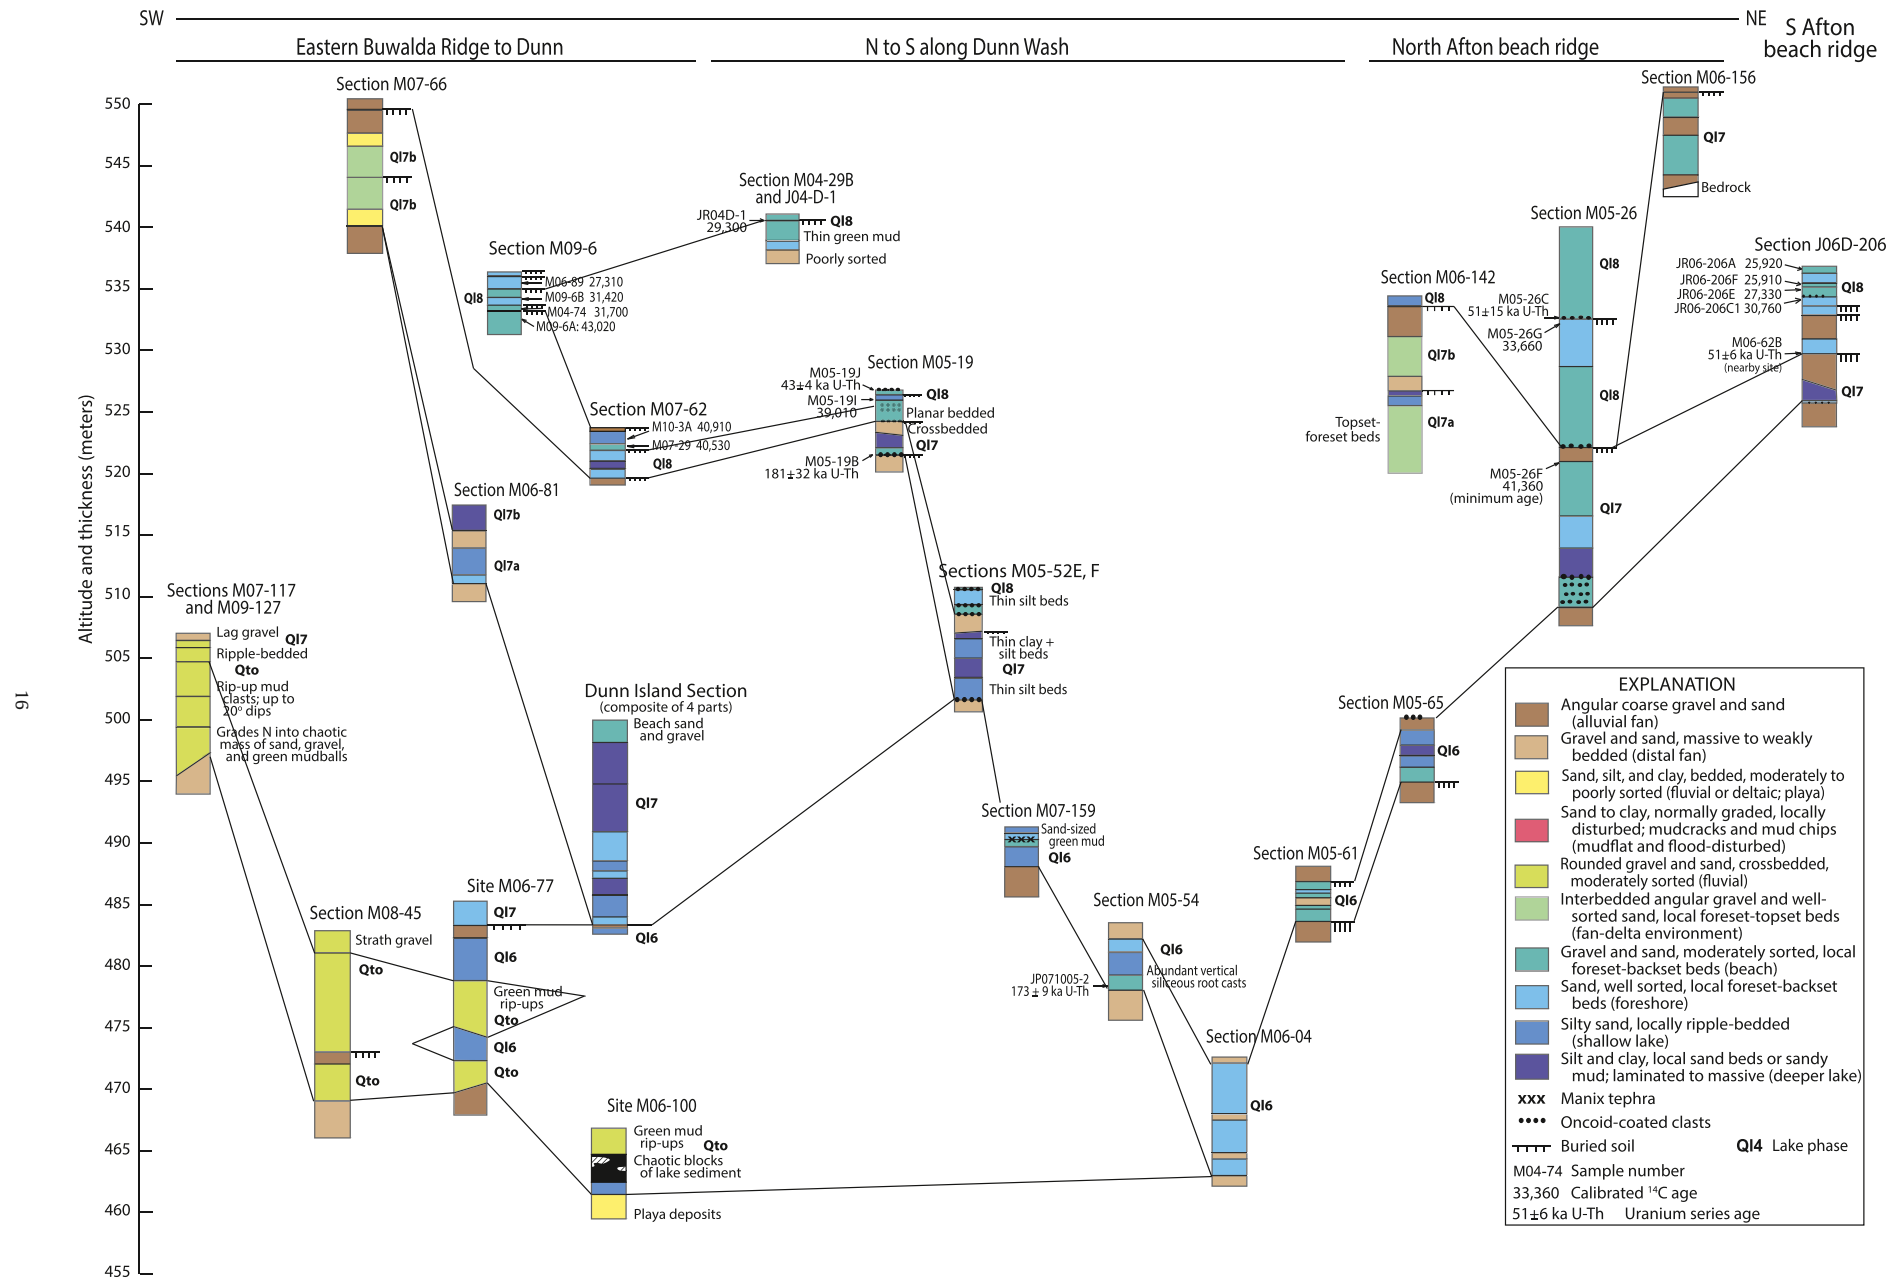 SW
NE
Eastern Buwalda Ridge to Dunn
N to S along Dunn Wash
North Afton beach ridge
S Afton
beach ridge
Altitude and thickness (meters)
550
545
540
535
530
525
520
515
510
505
500
495
490
485
480
475
470
465
460
455
16
Section M07-66
Ql7b
Ql7b
Section M09-6
Ql8
M06-89 27,310
M09-6B 31,420
M04-74 31,700
M09-6A: 43,020
Section M04-29B
and J04-D-1
JR04D-1
29,300
Ql8
Thin green mud
Poorly sorted
Section M07-62
M10-3A 40,910
M07-29 40,530
Ql8
Section M05-19
M05-19J
43±4 ka U-Th
M05-19I
39,010
Ql8
Planar bedded
Crossbedded
Ql7
M05-19B
181±32 ka U-Th
Section M06-81
Ql7b
Ql7a
Sections M07-117
and M09-127
Lag gravel
Ql7
Ripple-bedded
Qto
Rip-up mud
clasts; up to
20° dips
Grades N into chaotic
mass of sand, gravel,
and green mudballs
Sections M05-52E, F
Ql8
Thin silt beds
Thin clay +
silt beds
Ql7
Thin silt beds
Dunn Island Section
(composite of 4 parts)
Beach sand
and gravel
Ql7
Ql6
Section M08-45
Strath gravel
Qto
Qto
Site M06-77
Ql7
Ql6
Green mud
rip-ups
Qto
Ql6
Qto
Site M06-100
Green mud
rip-ups
Qto
Chaotic blocks
of lake sediment
Playa deposits
Section M07-159
Sand-sized
green mud
Ql6
Section M05-54
Ql6
Abundant vertical
siliceous root casts
JP071005-2
173 ± 9 ka U-Th
Section M06-04
Ql6
Section M05-61
Ql6
Section M05-65
Ql6
Section M06-142
Ql8
Ql7b
Topset-
foreset beds
Ql7a
Section M05-26
Ql8
M05-26C
51±15 ka U-Th
M05-26G
33,660
Ql8
M05-26F
41,360
(minimum age)
Ql7
Section M06-156
Ql7
Bedrock
Section J06D-206
JR06-206A 25,920
JR06-206F 25,910
JR06-206E 27,330
JR06-206C1 30,760
Ql8
M06-62B
51±6 ka U-Th
(nearby site)
Ql7
EXPLANATION
Angular coarse gravel and sand
(alluvial fan)
Gravel and sand, massive to weakly
bedded (distal fan)
Sand, silt, and clay, bedded, moderately to
poorly sorted (fluvial or deltaic; playa)
Sand to clay, normally graded, locally
disturbed; mudcracks and mud chips
(mudflat and flood-disturbed)
Rounded gravel and sand, crossbedded,
moderately sorted (fluvial)
Interbedded angular gravel and well-
sorted sand, local foreset-topset beds
(fan-delta environment)
Gravel and sand, moderately sorted, local
foreset-backset beds (beach)
Sand, well sorted, local foreset-backset
beds (foreshore)
Silty sand, locally ripple-bedded
(shallow lake)
Silt and clay, local sand beds or sandy
mud; laminated to massive (deeper lake)
xxx Manix tephra
Oncoid-coated clasts
Buried soil
Ql4 Lake phase
M04-74 Sample number
33,360 Calibrated ¹⁴C age
51±6 ka U-Th Uranium series age